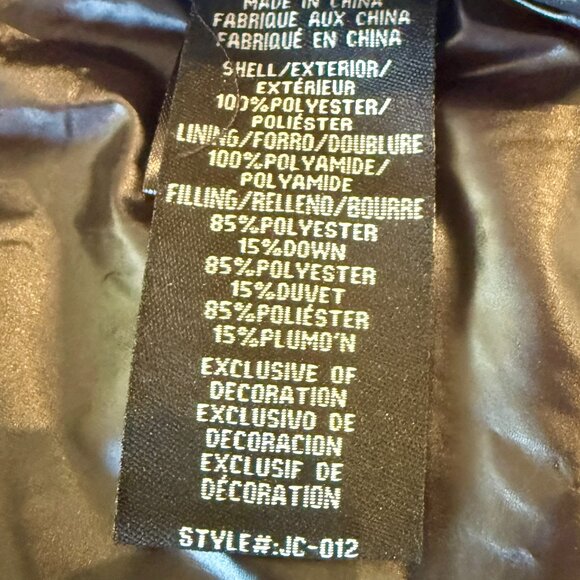 MADE IN CHINA
FABRIQUE AUX CHINA
FABRIQUÉ EN CHINA
SHELL/EXTERIOR/
EXTÉRIEUR
100%POLYESTER/
POLIÉSTER
LINING/FORRO/DOUBLURE
100%POLYAMIDE/
POLYAMIDE
FILLING/RELLENO/BOURRE
85%POLYESTER
15%DOWN
85%POLYESTER
15%DUVET
85%POLIÉSTER
15%PLUMO'N
EXCLUSIVE OF
DECORATION
EXCLUSIVO DE
DECORACION
EXCLUSIF DE
DÉCORATION
STYLE#:JC-012